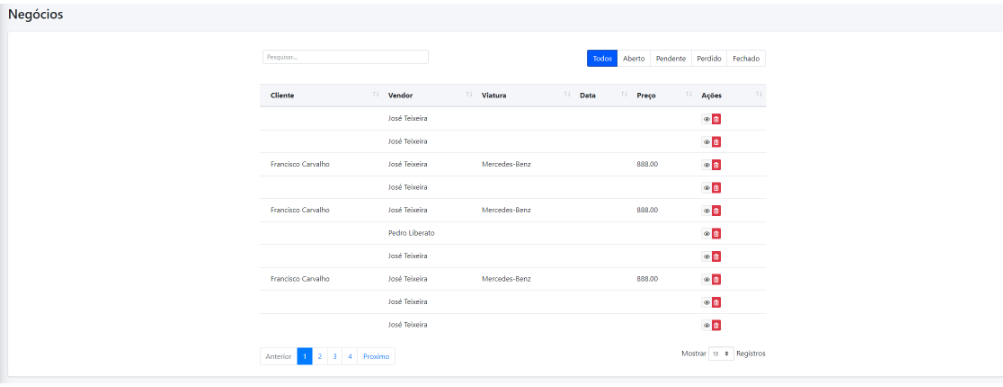 Negócios
Pesquisar...
Todos Aberto Pendente Perdido Fechado
Cliente Vendor Viatura Data Preço Ações
José Teixeira
José Teixeira
Francisco Carvalho José Teixeira Mercedes-Benz 888.00
José Teixeira
Francisco Carvalho José Teixeira Mercedes-Benz 888.00
Pedro Liberato
José Teixeira
Francisco Carvalho José Teixeira Mercedes-Benz 888.00
José Teixeira
José Teixeira
Anterior 1 2 3 4 Proximo
Mostrar 10 Registros